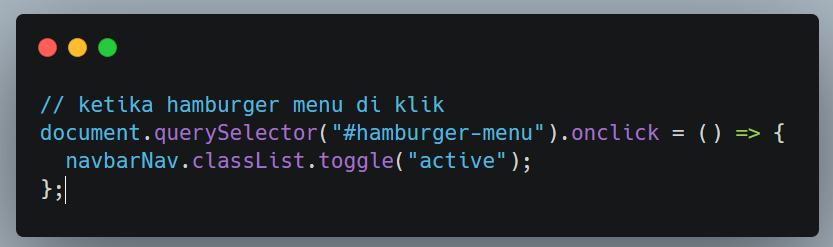 // ketika hamburger menu di klik
document.querySelector("#hamburger-menu").onclick = () => {
  navbarNav.classList.toggle("active");
};